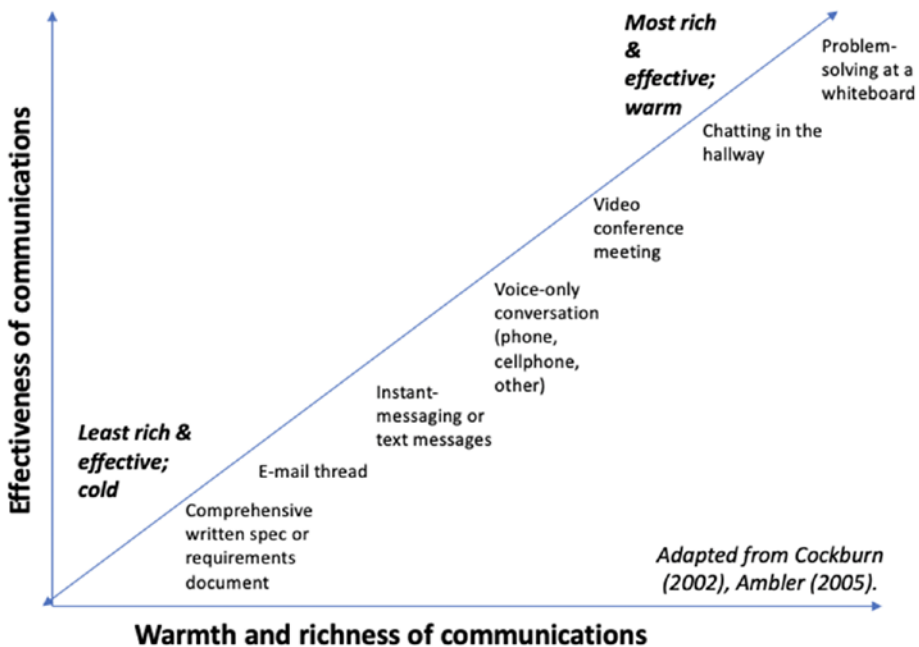 Most rich
&
effective;
warm
Problem-
solving at a
whiteboard
Chatting in the
hallway
Video
conference
meeting
Voice-only
conversation
(phone,
cellphone,
other)
Instant-
messaging or
text messages
Least rich &
effective;
cold
E-mail thread
Comprehensive
written spec or
requirements
document
Adapted from Cockburn
(2002), Ambler (2005).
Effectiveness of communications
Warmth and richness of communications